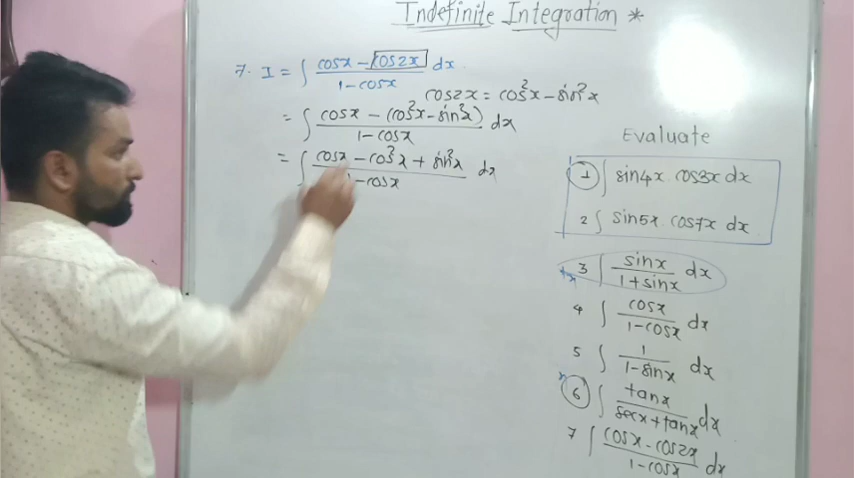 Indefinite Integration *
7. I = ∫ (cosx - cos2x)/(1 - cosx) dx
cos2x = cos²x - sin²x
= ∫ (cosx - (cos²x - sin²x))/(1 - cosx) dx
= ∫ (cosx - cos²x + sin²x)/(1 - cosx) dx
Evaluate
1 ∫ sin4x cos3x dx
2 ∫ sin5x. cos7x dx
3 ∫ sinx/(1 + sinx) dx
4 ∫ cosx/(1 - cosx) dx
5 ∫ 1/(1 - sinx) dx
6 ∫ tanx/(secx + tanx) dx
7 ∫ (cosx - cos2x)/(1 - cosx) dx